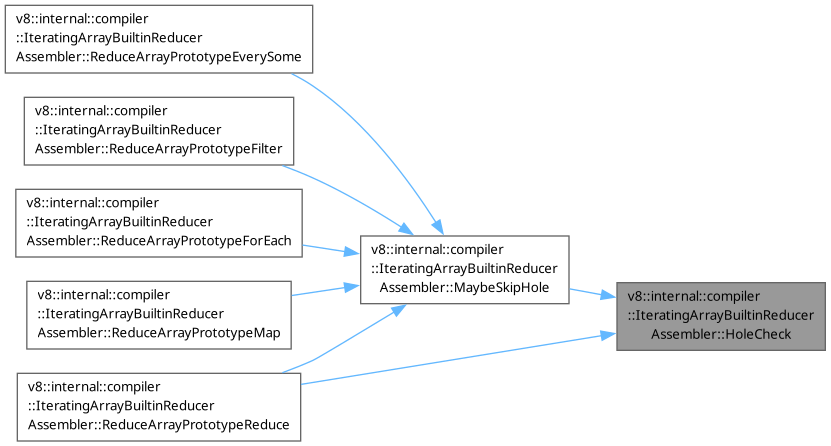 v8::internal::compiler
::IteratingArrayBuiltinReducer
Assembler::ReduceArrayPrototypeEverySome
v8::internal::compiler
::IteratingArrayBuiltinReducer
Assembler::ReduceArrayPrototypeFilter
v8::internal::compiler
::IteratingArrayBuiltinReducer
Assembler::ReduceArrayPrototypeForEach
v8::internal::compiler
::IteratingArrayBuiltinReducer
Assembler::MaybeSkipHole
v8::internal::compiler
::IteratingArrayBuiltinReducer
Assembler::HoleCheck
v8::internal::compiler
::IteratingArrayBuiltinReducer
Assembler::ReduceArrayPrototypeMap
v8::internal::compiler
::IteratingArrayBuiltinReducer
Assembler::ReduceArrayPrototypeReduce